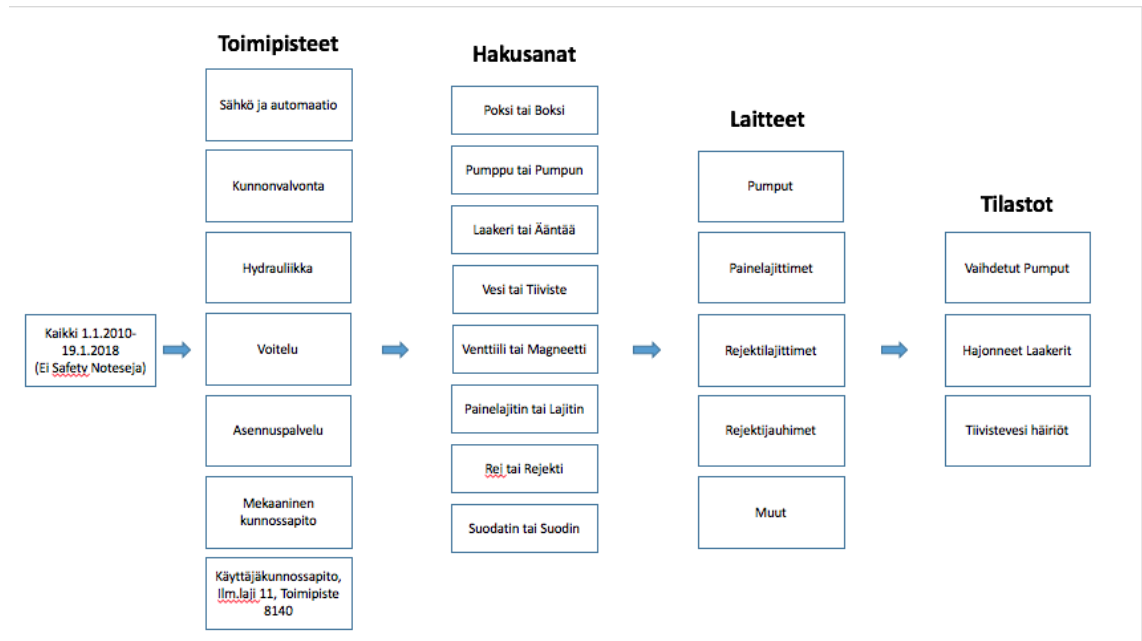 Kaikki 1.1.2010-
19.1.2018
(Ei Safety Noteseja)
Toimipisteet
Sähkö ja automaatio
Kunnonvalvonta
Hydrauliikka
Voitelu
Asennuspalvelu
Mekaaninen
kunnossapito
Käyttäjäkunnossapito,
Ilm.laji 11, Toimipiste
8140
Hakusanat
Poksi tai Boksi
Pumppu tai Pumpun
Laakeri tai Ääntää
Vesi tai Tiiviste
Venttiili tai Magneetti
Painelajitin tai Lajitin
Rej tai Rejekti
Suodatin tai Suodin
Laitteet
Pumput
Painelajittimet
Rejektilajittimet
Rejektijauhimet
Muut
Tilastot
Vaihdetut Pumput
Hajonneet Laakerit
Tiivistevesi häiriöt